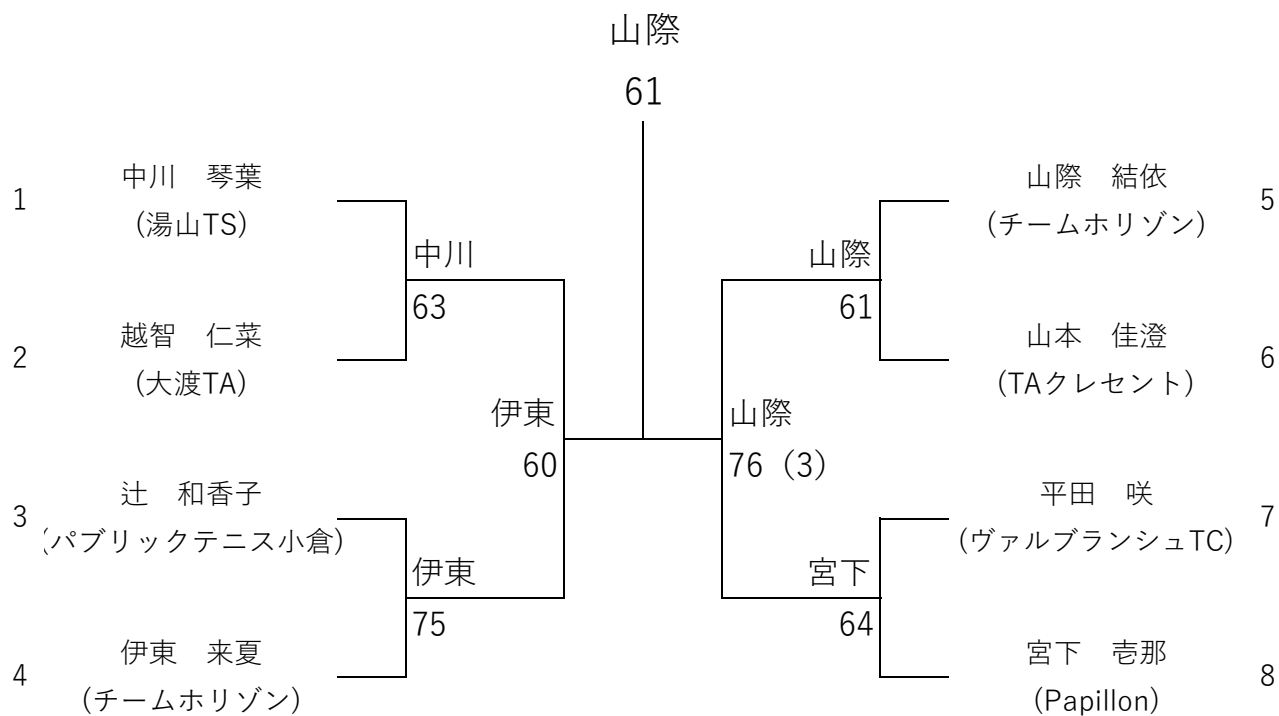 山際
61
1
中川　琴葉
(湯山TS)
2
越智　仁菜
(大渡TA)
3
辻　和香子
(パブリックテニス小倉)
4
伊東　来夏
(チームホリゾン)
中川
63
伊東
75
伊東
60
山際
76（3）
山際
61
宮下
64
山際　結依
(チームホリゾン)
5
山本　佳澄
(TAクレセント)
6
平田　咲
(ヴァルブランシュTC)
7
宮下　壱那
(Papillon)
8